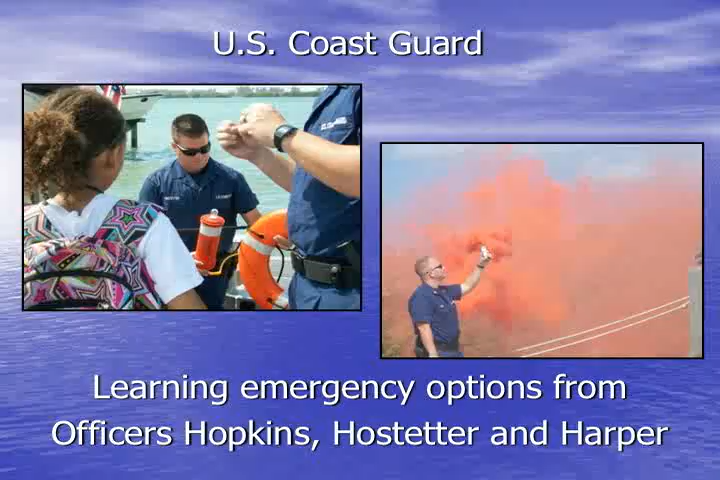 U.S. Coast Guard
Learning emergency options from
Officers Hopkins, Hostetter and Harper